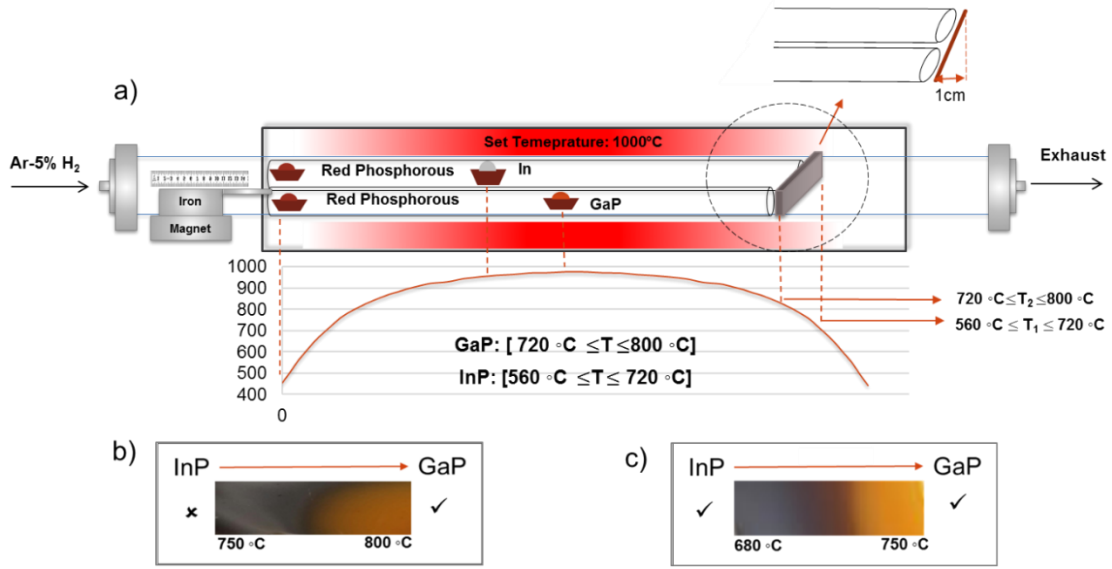 1cm
a)
Set Temeprature: 1000°C
Ar-5% H₂
Exhaust
Red Phosphorous
In
Red Phosphorous
GaP
Iron
Magnet
1000
900
800
700
600
500
400
0
720 °C ≤T₂ ≤800 °C
560 °C ≤ T₁ ≤ 720 °C
GaP: [ 720 °C ≤T≤800 °C]
InP: [560 °C ≤T≤ 720 °C]
b)
InP
GaP
✘
✓
750 °C
800 °C
c)
InP
GaP
✓
✓
680 °C
750 °C